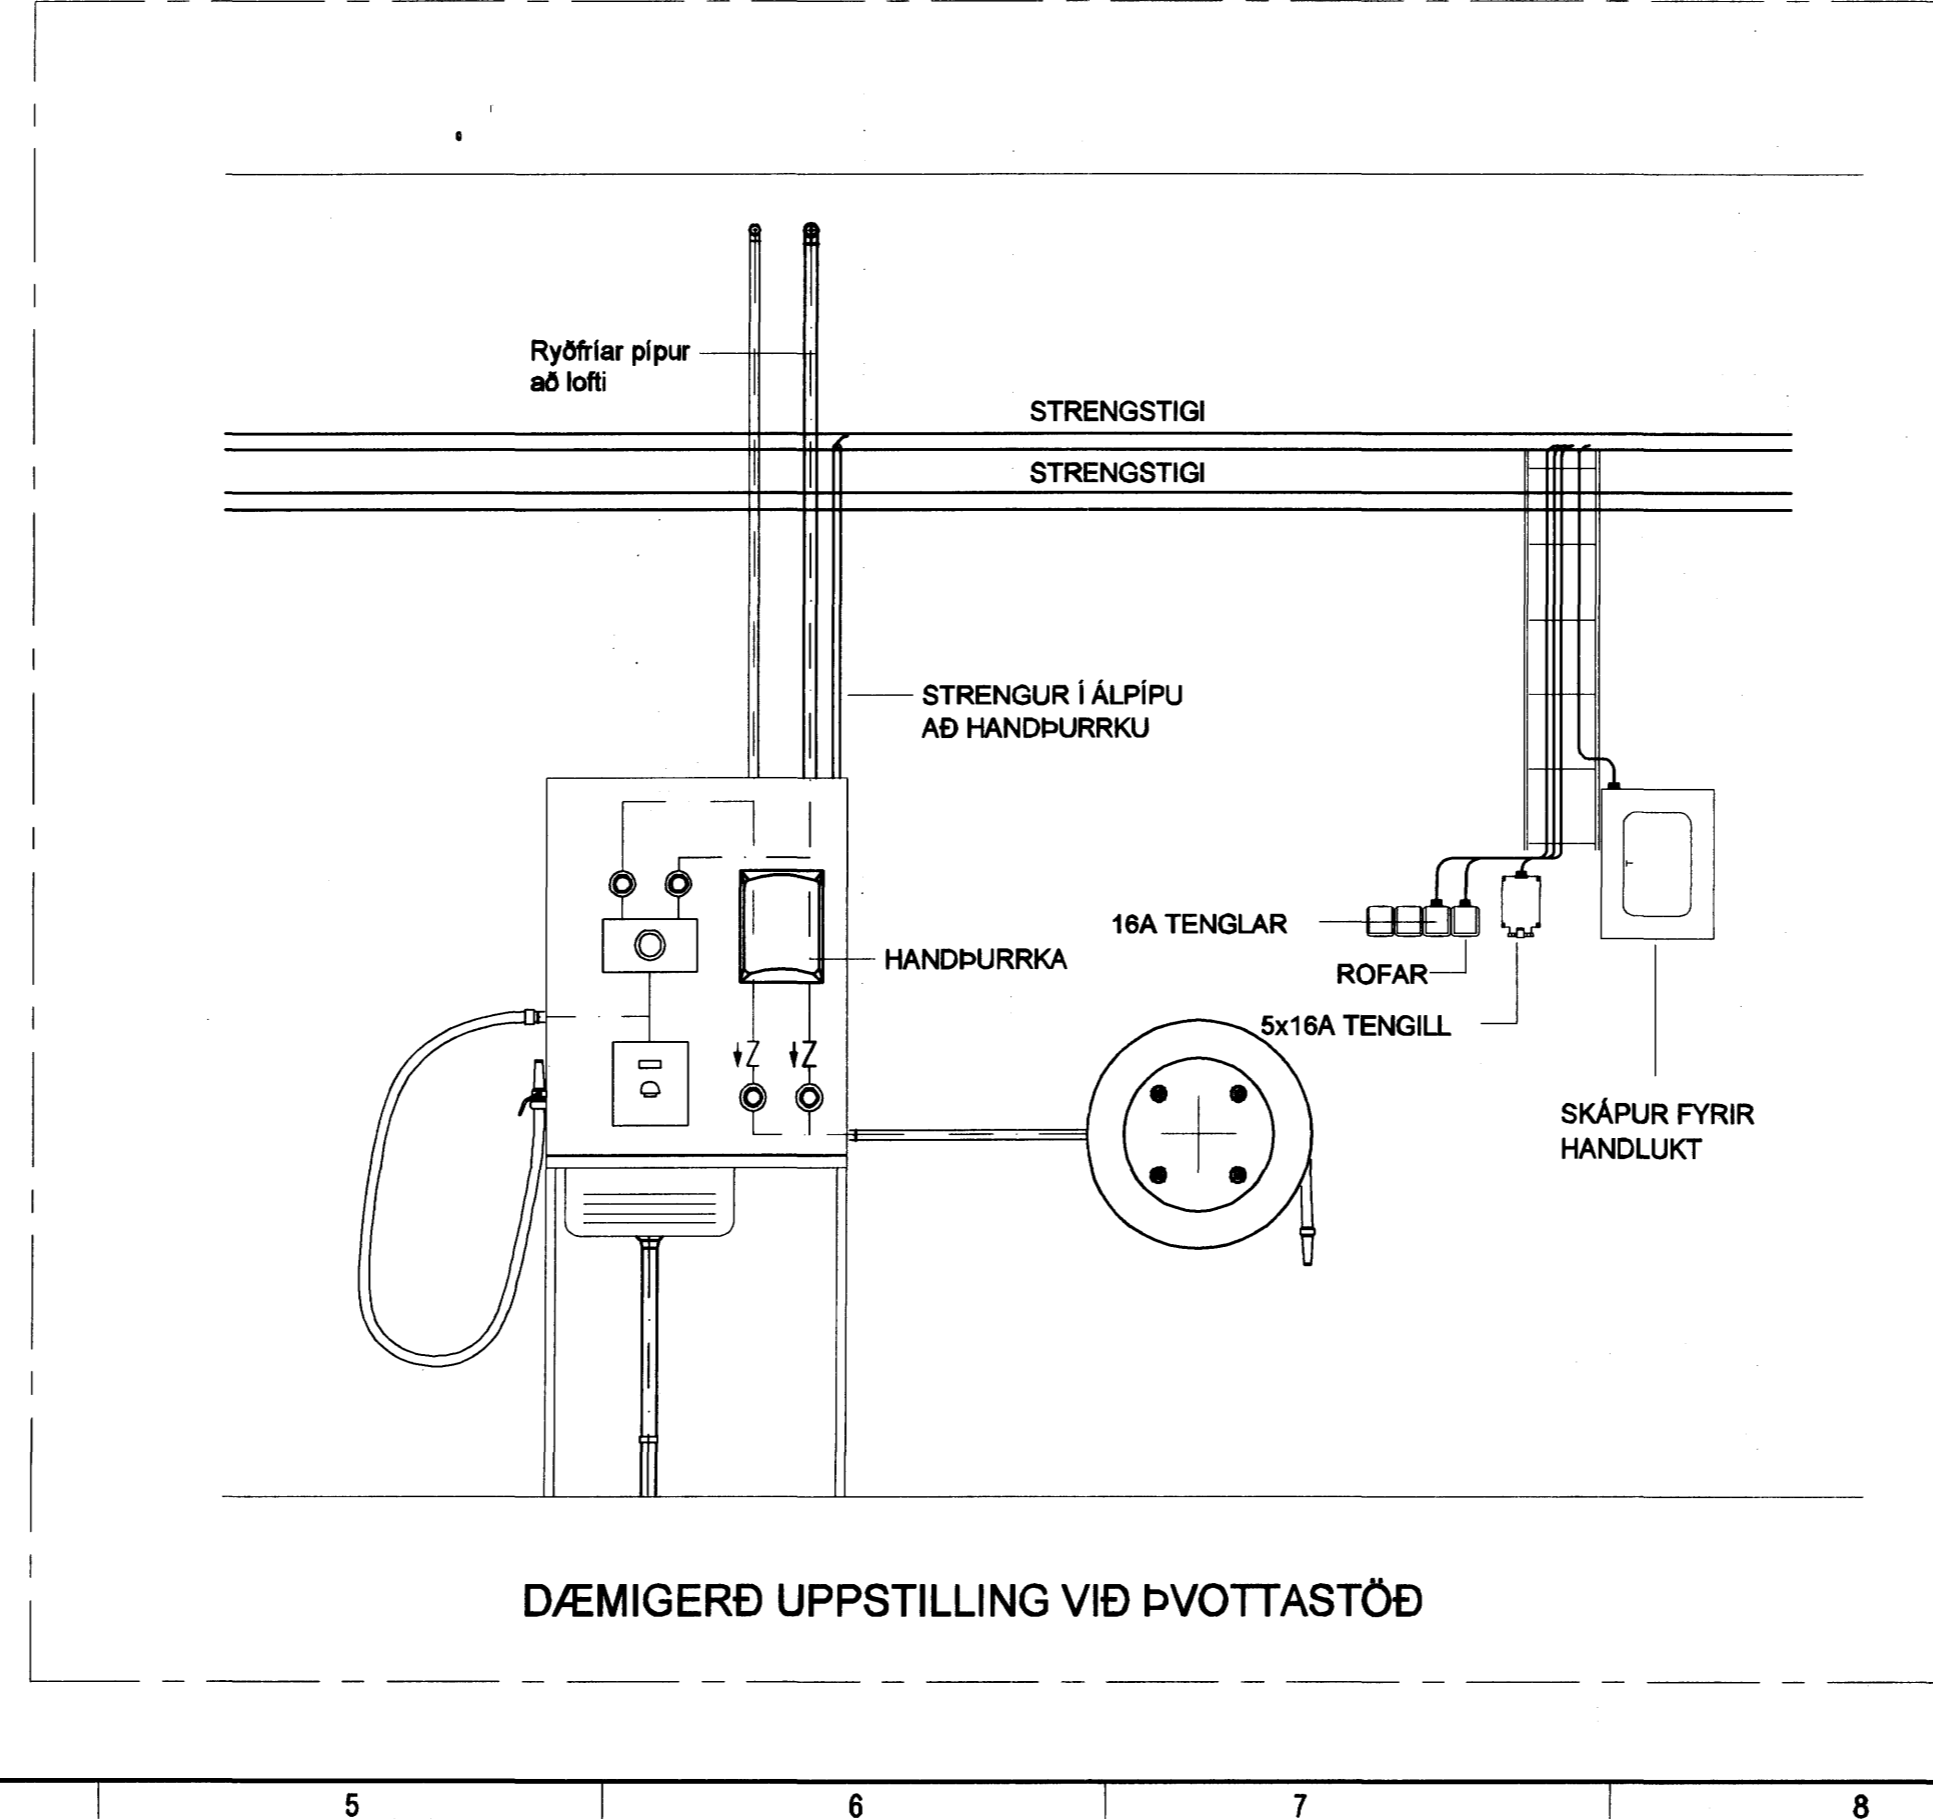 Ryðfríar pípur
að lofti
STRENGSTIGI
STRENGSTIGI
STRENGUR Í ÁLPÍPU
AÐ HANDÞURRKU
16A TENGLAR
HANDÞURRKA
ROFAR
5x16A TENGILL
SKÁPUR FYRIR
HANDLUKT
DÆMIGERÐ UPPSTILLING VIÐ ÞVOTTASTÖÐ
5 6 7 8